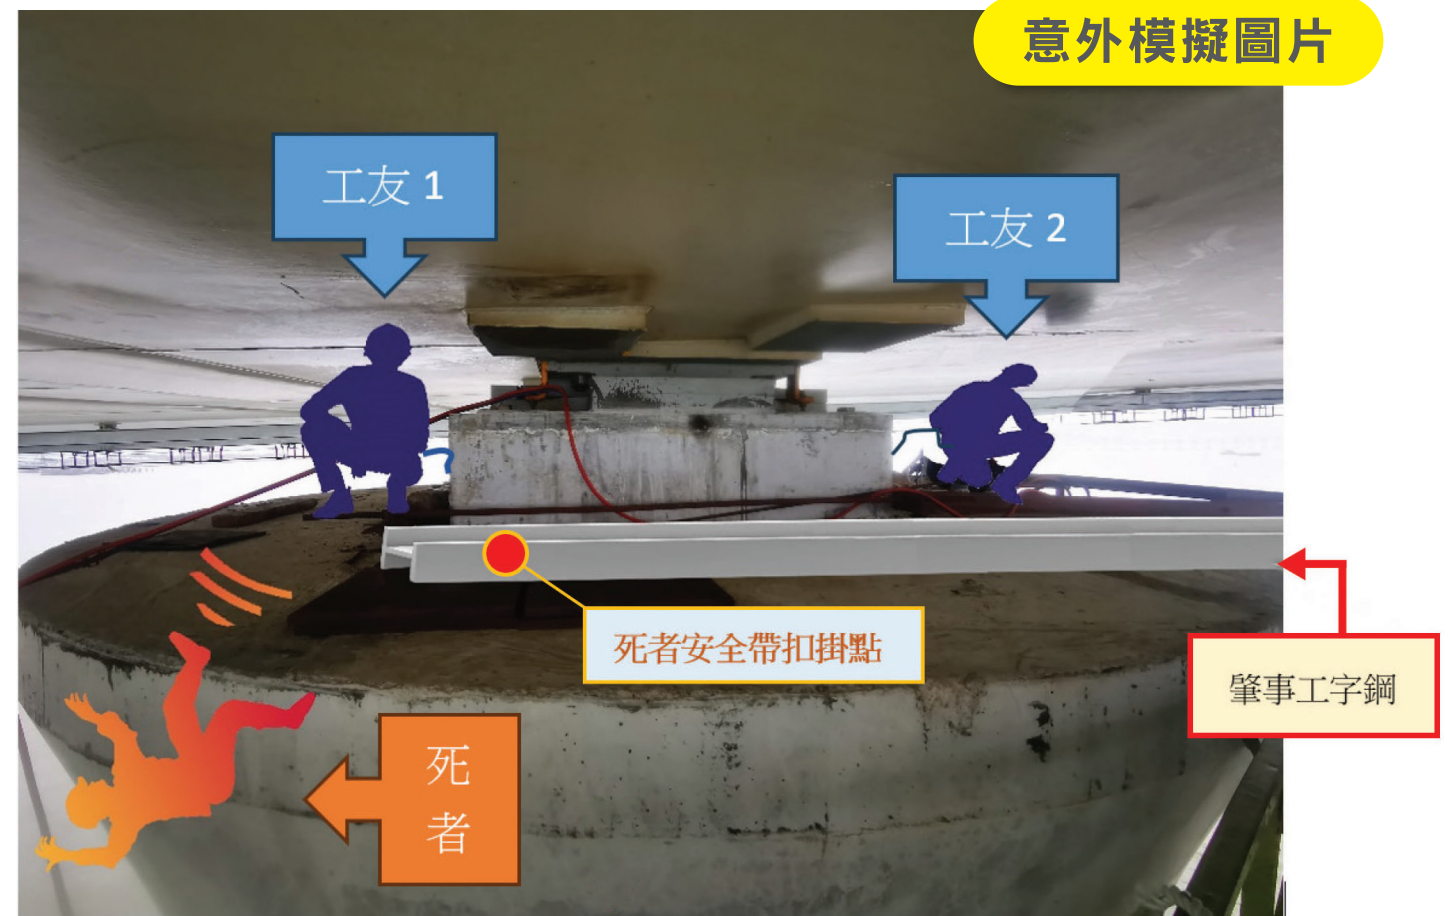 意外模擬圖片
工友 1
工友 2
死者安全帶扣掛點
肇事工字鋼
死
者